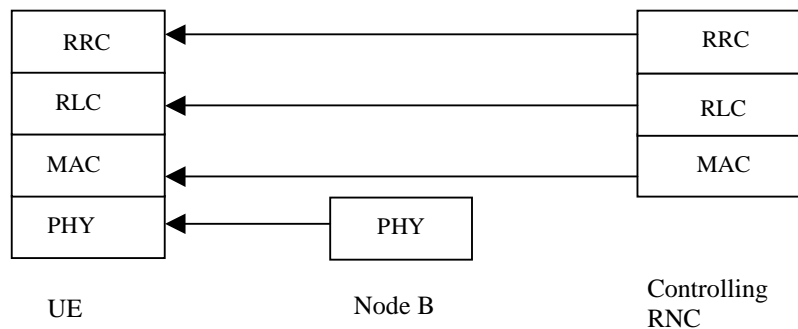 RRC
RRC
RLC
RLC
MAC
MAC
PHY
PHY
UE
Node B
Controlling
RNC